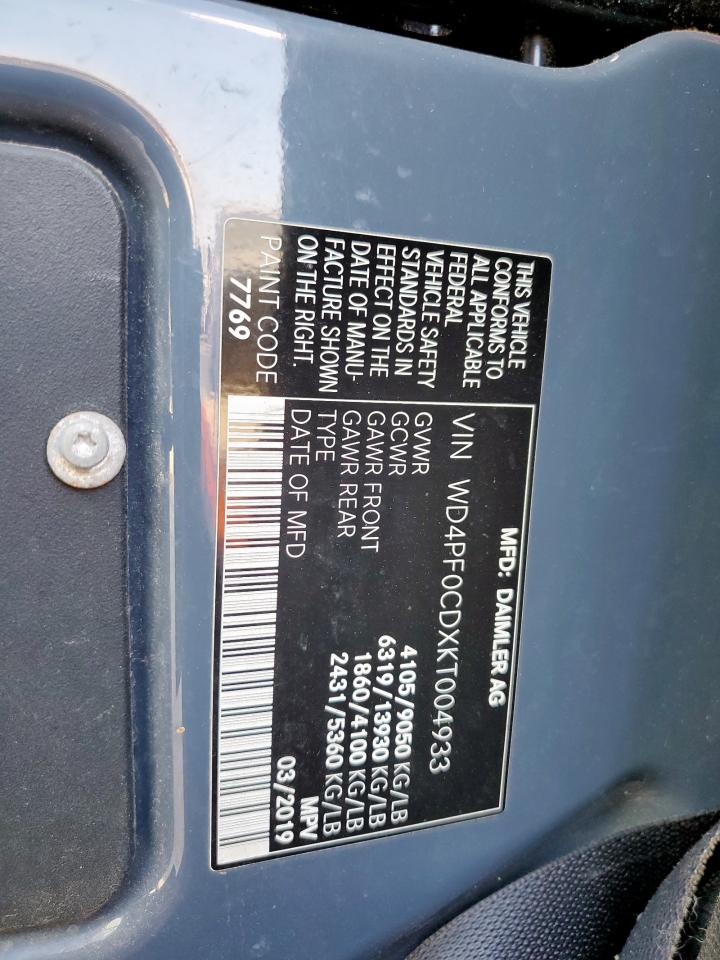 THIS VEHICLE
CONFORMS TO
ALL APPLICABLE
FEDERAL
VEHICLE SAFETY
STANDARDS IN
EFFECT ON THE
DATE OF MANU-
FACTURE SHOWN
ON THE RIGHT.
PAINT CODE
7769
MFD: DAIMLER AG
VIN WD4PF0CDXKT004933
GVWR 4105/9050 KG/LB
GCWR 6319/13930 KG/LB
GAWR FRONT 1860/4100 KG/LB
GAWR REAR 2431/5360 KG/LB
TYPE MPV
DATE OF MFD 03/2019